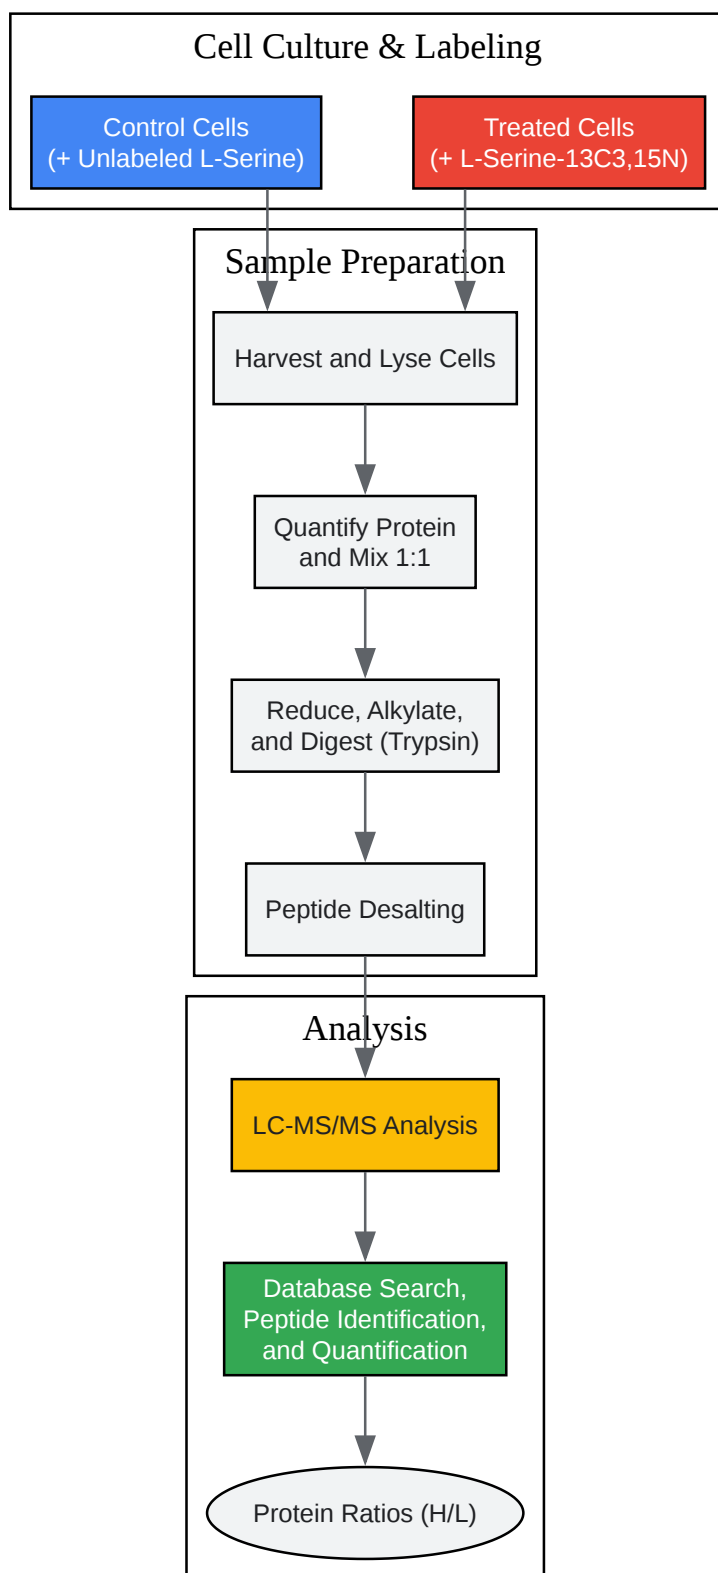 Cell Culture & Labeling
Control Cells
(+ Unlabeled L-Serine)
Treated Cells
(+ L-Serine-13C3,15N)
Sample Preparation
Harvest and Lyse Cells
Quantify Protein
and Mix 1:1
Reduce, Alkylate,
and Digest (Trypsin)
Peptide Desalting
Analysis
LC-MS/MS Analysis
Database Search,
Peptide Identification,
and Quantification
Protein Ratios (H/L)